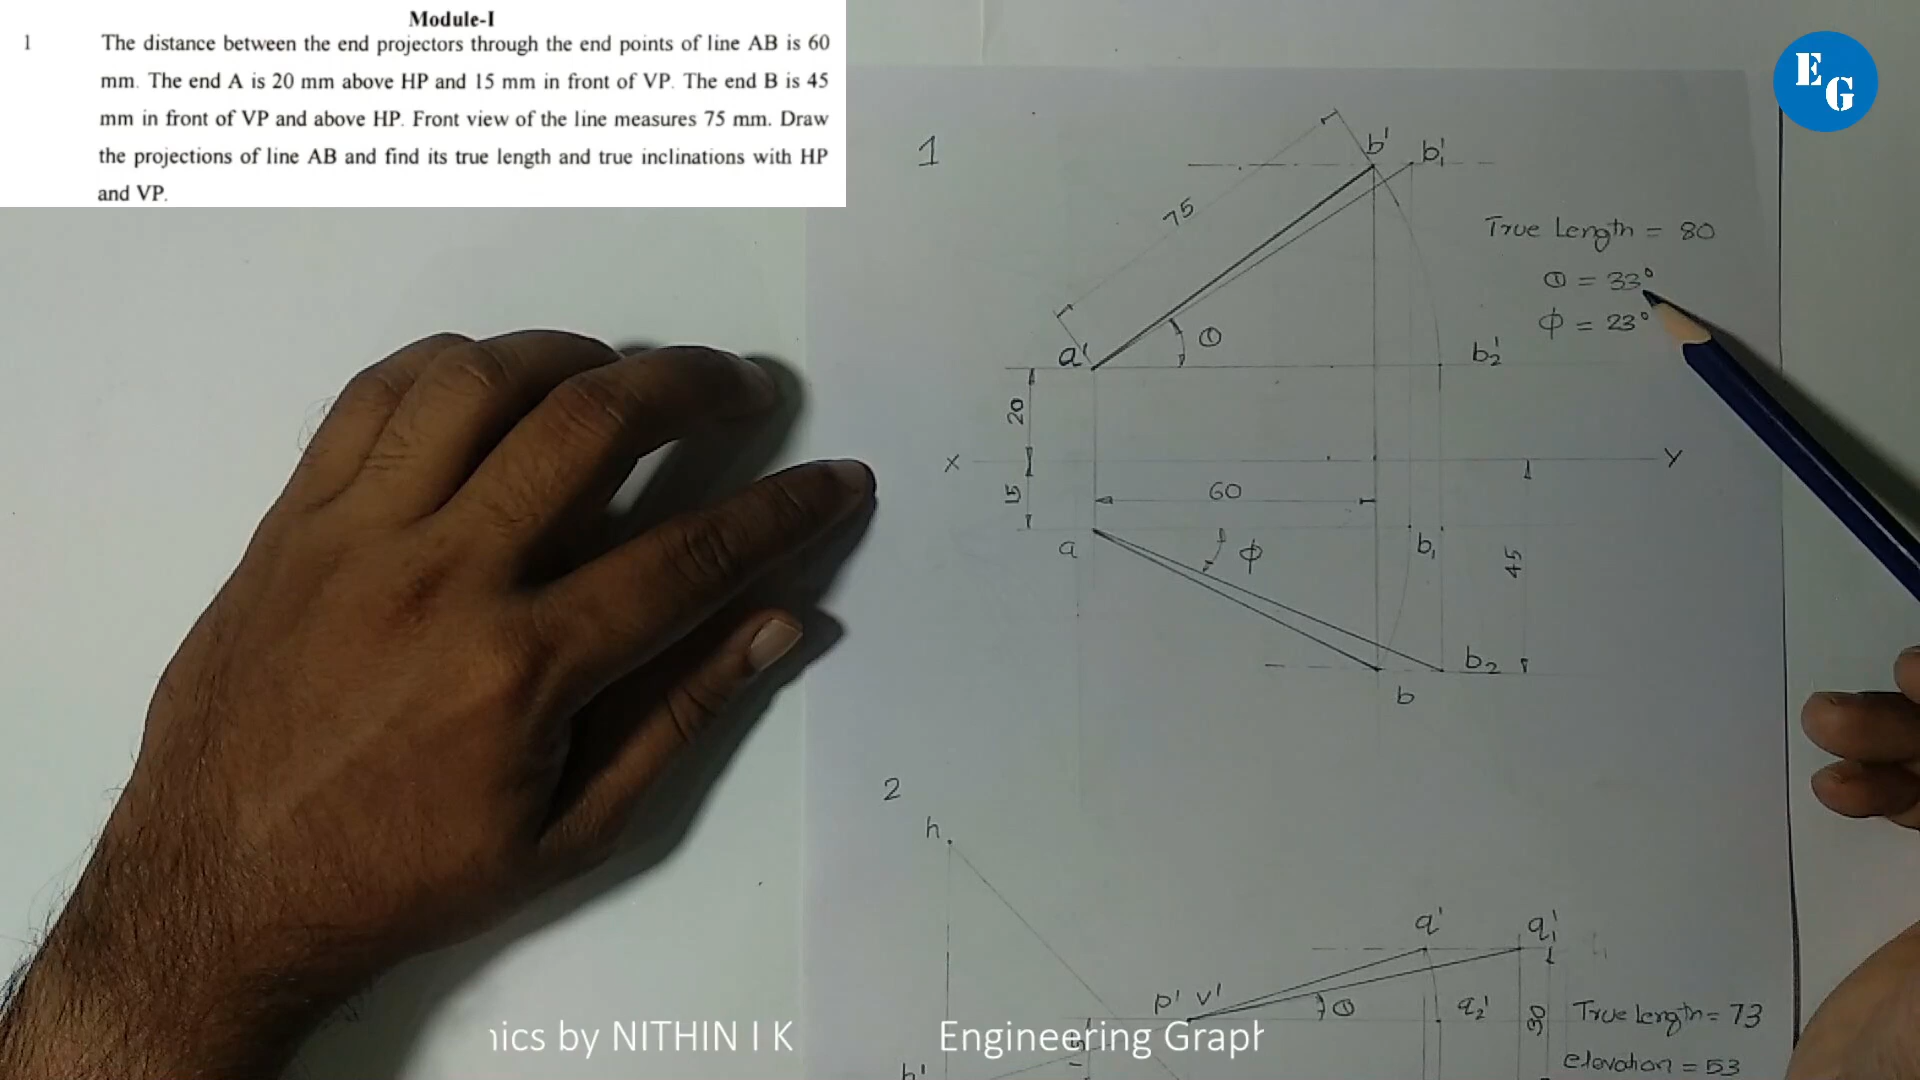 Module-I
1 The distance between the end projectors through the end points of line AB is 60
mm. The end A is 20 mm above HP and 15 mm in front of VP. The end B is 45
mm in front of VP and above HP. Front view of the line measures 75 mm. Draw
the projections of line AB and find its true length and true inclinations with HP
and VP.
E
G
1
b' b₁'
75
True Length = 80
θ = 33°
ϕ = 23°
a' θ b₂'
20
X Y
15 60
a ϕ b₁ 45
b₂
b
2
h
q' q₁'
p' v' θ q₂' 30 True length = 73
elevation = 53
h'
nics by NITHIN I K Engineering Graph